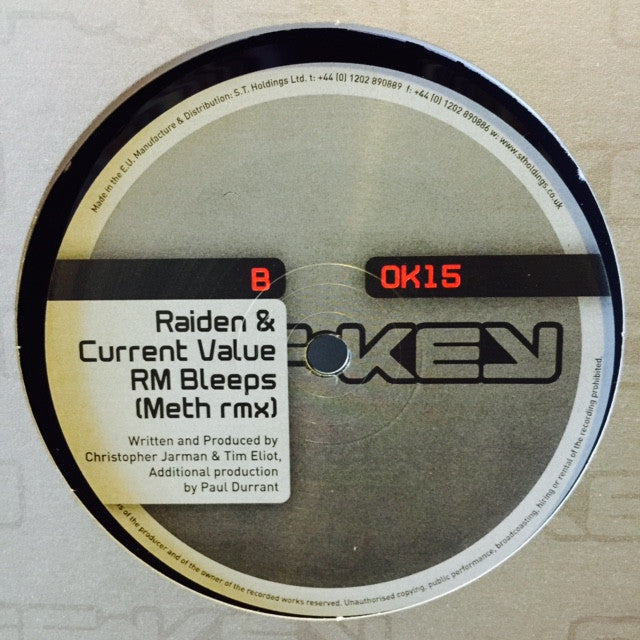 Made in the E.U. Manufacture & Distribution: S.T. Holdings Ltd. t: +44 (0) 1202 890889 f: +44 (0) 1202 890886 w: www.stholdings.co.uk
B
OK15
KEY
Raiden &
Current Value
RM Bleeps
(Meth rmx)
Written and Produced by
Christopher Jarman & Tim Eliot,
Additional production
by Paul Durrant
of the producer and of the owner of the recorded works reserved. Unauthorised copying, public performance, broadcasting, hiring or rental of the recording prohibited.